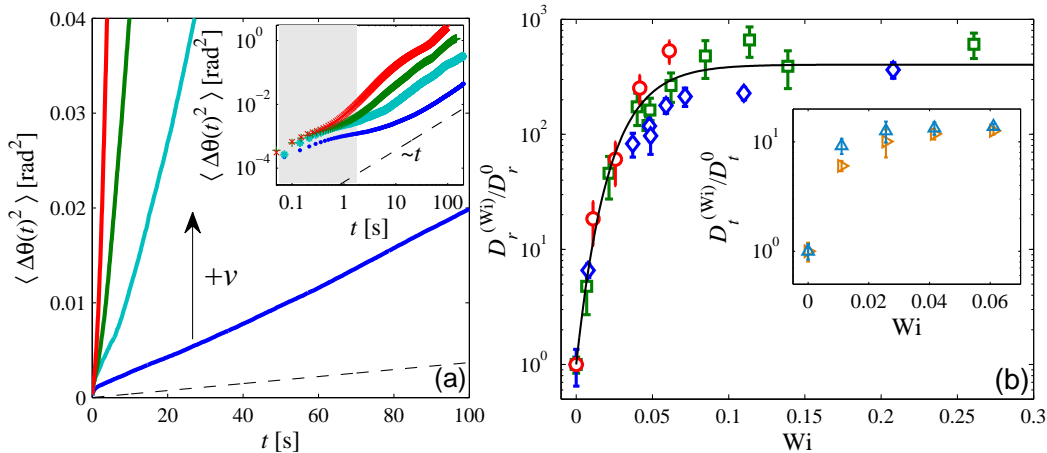 ⟨ Δθ(t)² ⟩ [rad²]
0.04
0.03
0.02
0.01
0
0
20
40
60
80
100
t [s]
+v
(a)
⟨ Δθ(t)² ⟩ [rad²]
10⁰
10⁻²
10⁻⁴
0.1
1
10
100
t [s]
~t
D_r^(Wi)/D_r^0
10³
10²
10¹
10⁰
0
0.05
0.1
0.15
0.2
0.25
0.3
Wi
(b)
D_t^(Wi)/D_t^0
10¹
10⁰
0
0.02
0.04
0.06
Wi